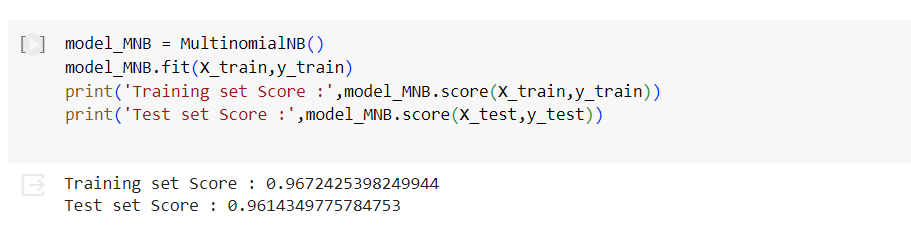 model_MNB = MultinomialNB()
model_MNB.fit(X_train,y_train)
print('Training set Score :',model_MNB.score(X_train,y_train))
print('Test set Score :',model_MNB.score(X_test,y_test))
Training set Score : 0.9672425398249944
Test set Score : 0.9614349775784753